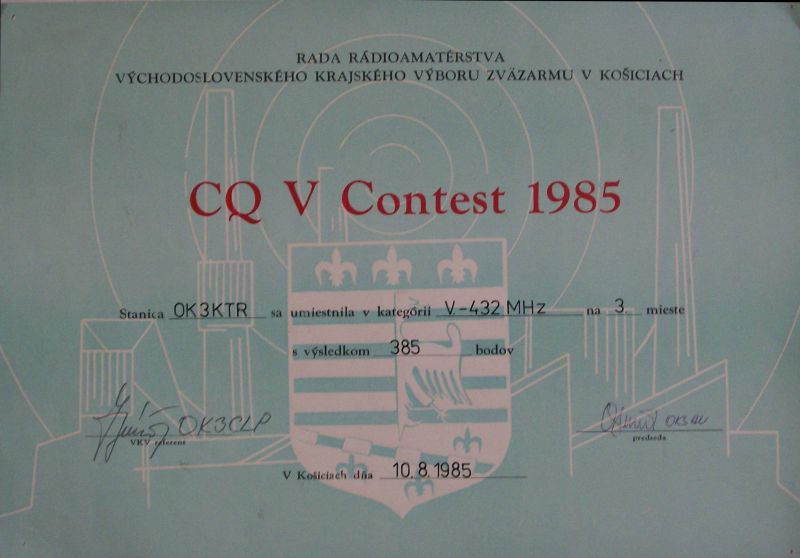 RADA RÁDIOAMATÉRSTVA
VÝCHODOSLOVENSKÉHO KRAJSKÉHO VÝBORU ZVÄZARMU V KOŠICIACH
CQ V Contest 1985
Stanica OK3KTR sa umiestnila v kategórii V.-432 MHz na 3. mieste
s výsledkom 385 bodov
OK3CLP
VKV referent
predseda
V Košiciach dňa 10.8.1985